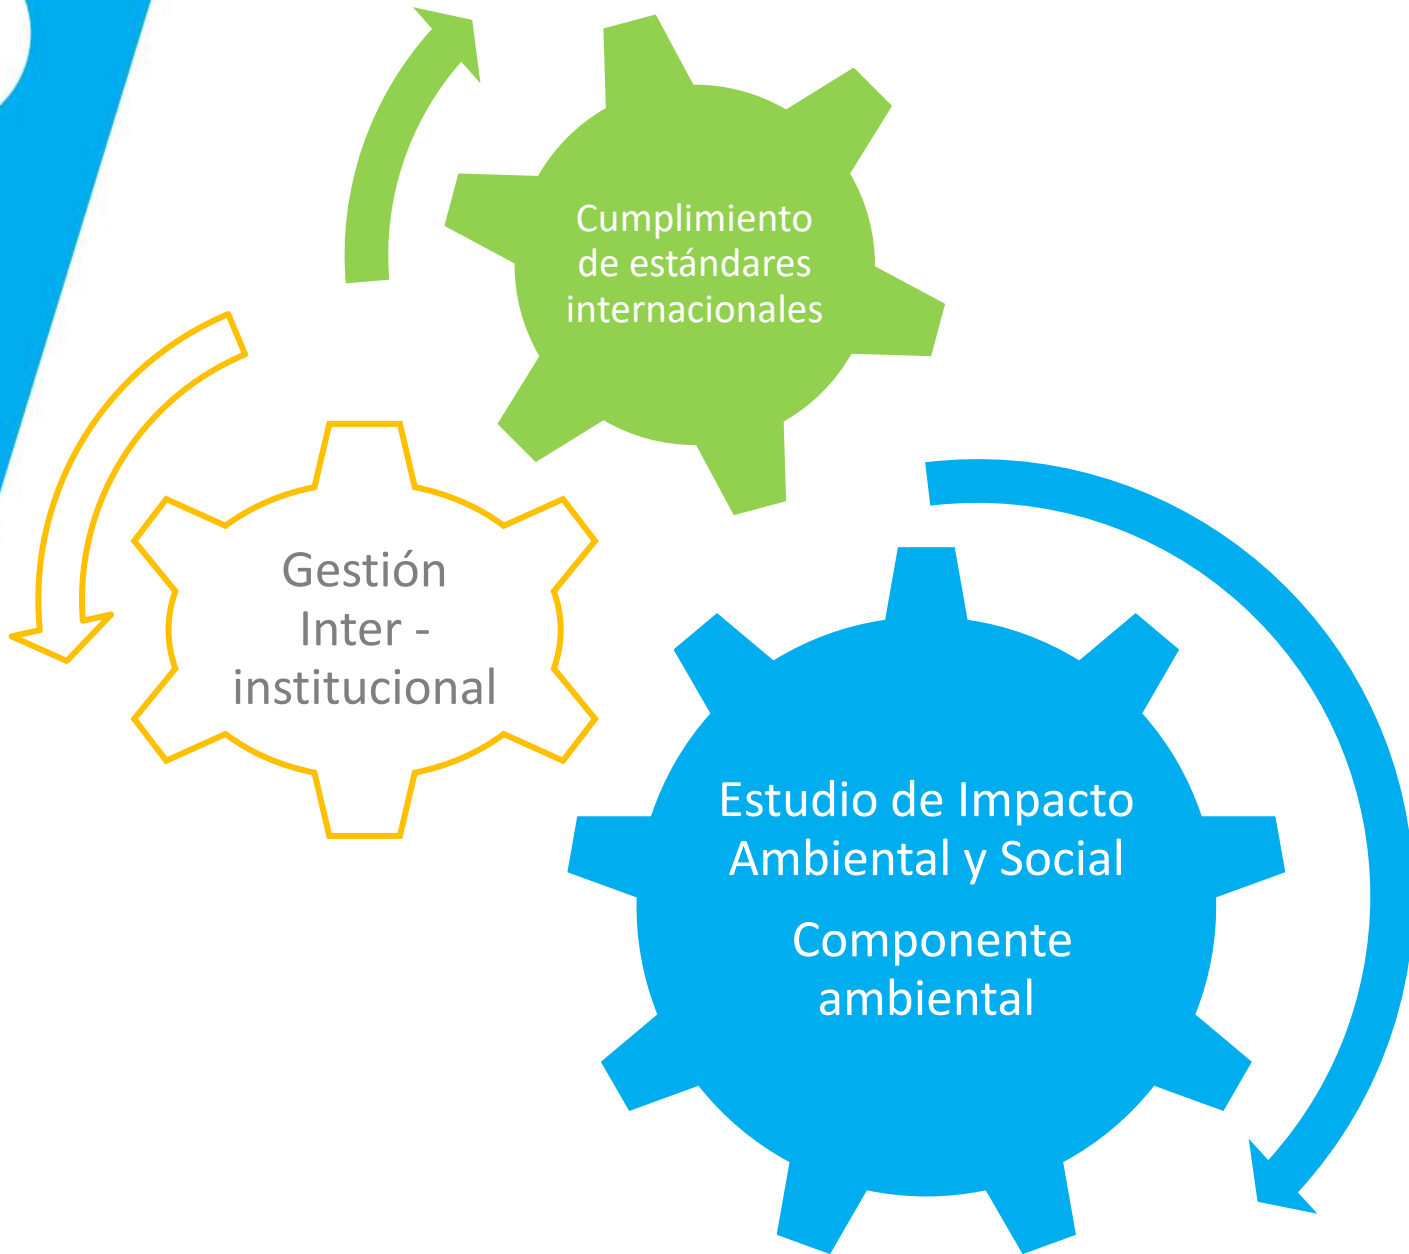 Cumplimiento
de estándares
internacionales
Gestión
Inter -
institucional
Estudio de Impacto
Ambiental y Social
Componente
ambiental